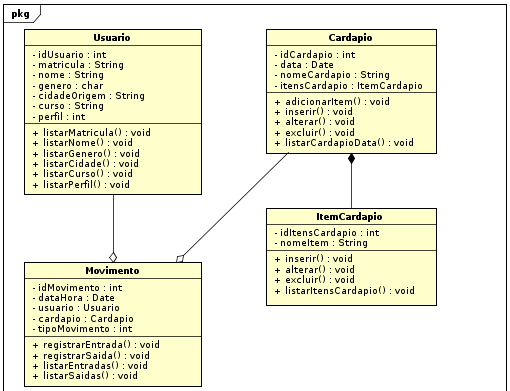 pkg
Usuario
- idUsuario : int
- matricula : String
- nome : String
- genero : char
- cidadeOrigem : String
- curso : String
- perfil : int
+ listarMatricula() : void
+ listarNome() : void
+ listarGenero() : void
+ listarCidade() : void
+ listarCurso() : void
+ listarPerfil() : void
Cardapio
- idCardapio : int
- data : Date
- nomeCardapio : String
- itensCardapio : ItemCardapio
+ adicionarItem() : void
+ inserir() : void
+ alterar() : void
+ excluir() : void
+ listarCardapioData() : void
ItemCardapio
- idItensCardapio : int
- nomeItem : String
+ inserir() : void
+ alterar() : void
+ excluir() : void
+ listarItensCardapio() : void
Movimento
- idMovimento : int
- dataHora : Date
- usuario : Usuario
- cardapio : Cardapio
- tipoMovimento : int
+ registrarEntrada() : void
+ registrarSaida() : void
+ listarEntradas() : void
+ listarSaidas() : void